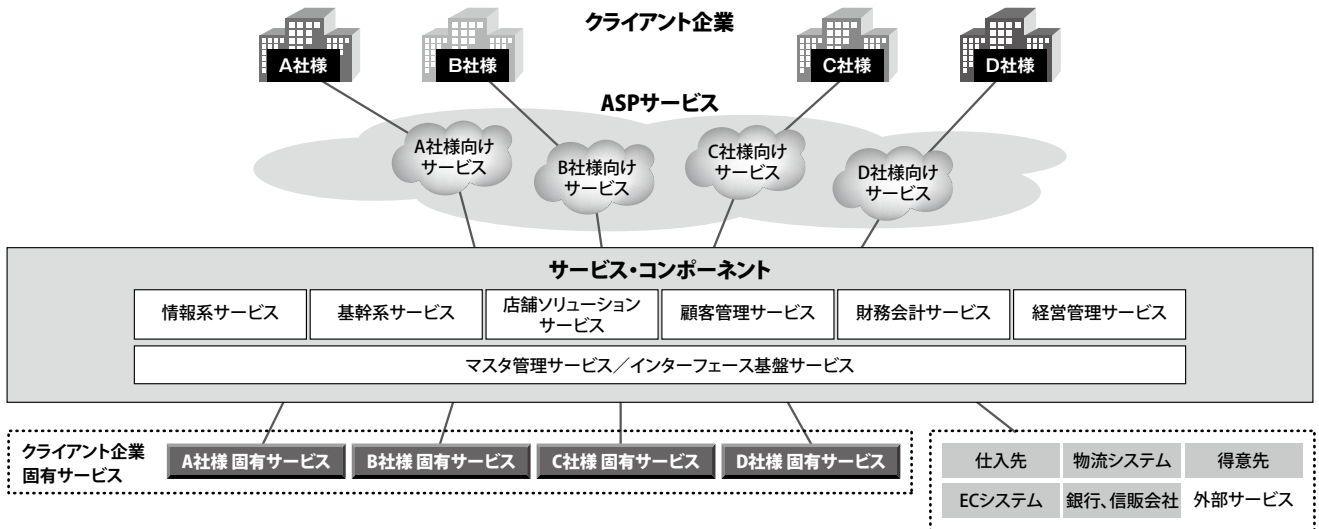 クライアント企業
A社様
B社様
C社様
D社様
ASPサービス
A社様向け
サービス
B社様向け
サービス
C社様向け
サービス
D社様向け
サービス
サービス・コンポーネント
情報系サービス
基幹系サービス
店舗ソリューション
サービス
顧客管理サービス
財務会計サービス
経営管理サービス
マスタ管理サービス／インターフェース基盤サービス
クライアント企業
固有サービス
A社様 固有サービス
B社様 固有サービス
C社様 固有サービス
D社様 固有サービス
仕入先
物流システム
得意先
ECシステム
銀行、信販会社
外部サービス